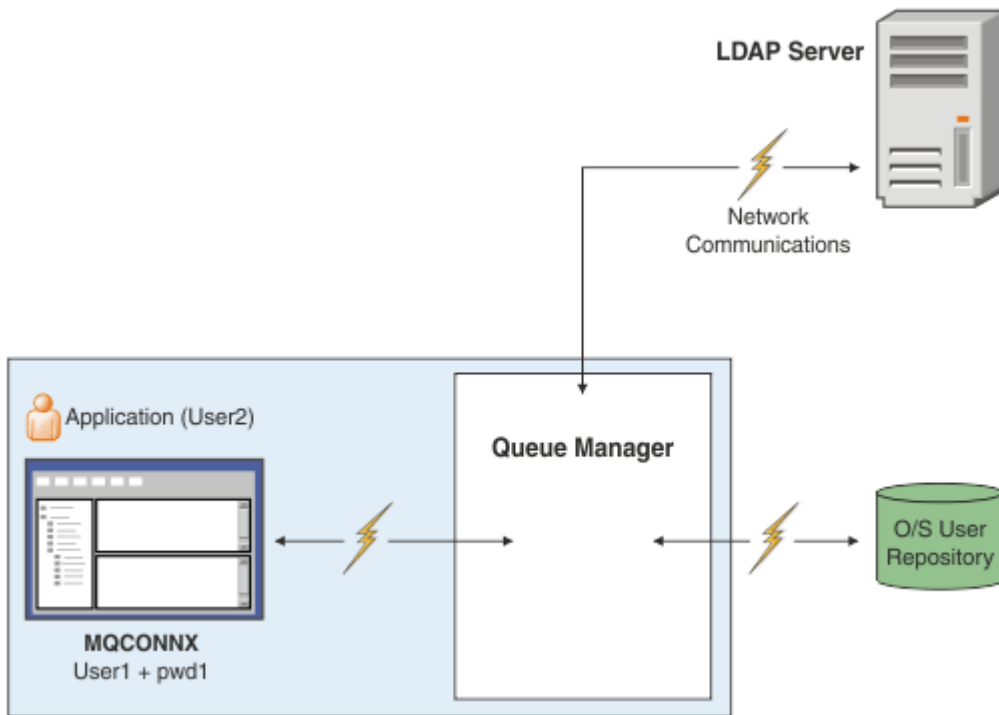 LDAP Server
Network
Communications
Application (User2)
Queue Manager
O/S User
Repository
MQCONNX
User1 + pwd1